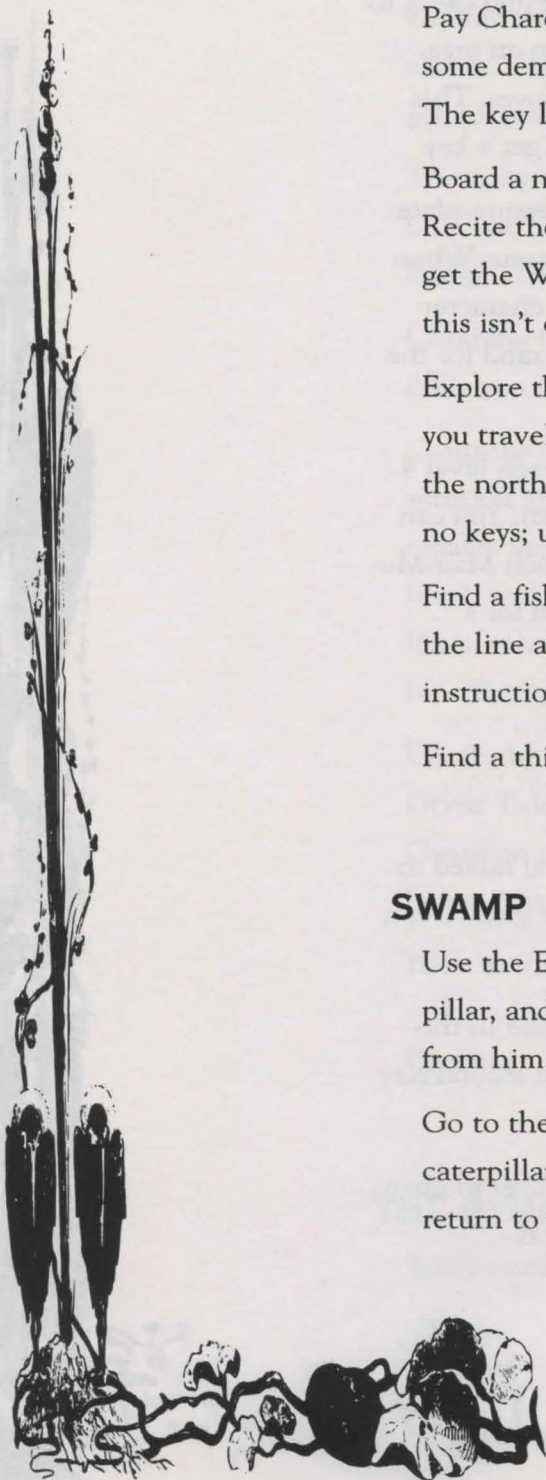 Pay Charo
some dem
The key l
Board a n
Recite the
get the W
this isn't
Explore th
you trave
the north
no keys; u
Find a fish
the line a
instructio
Find a thi
SWAMP
Use the E
pillar, and
from him
Go to the
caterpillar
return to